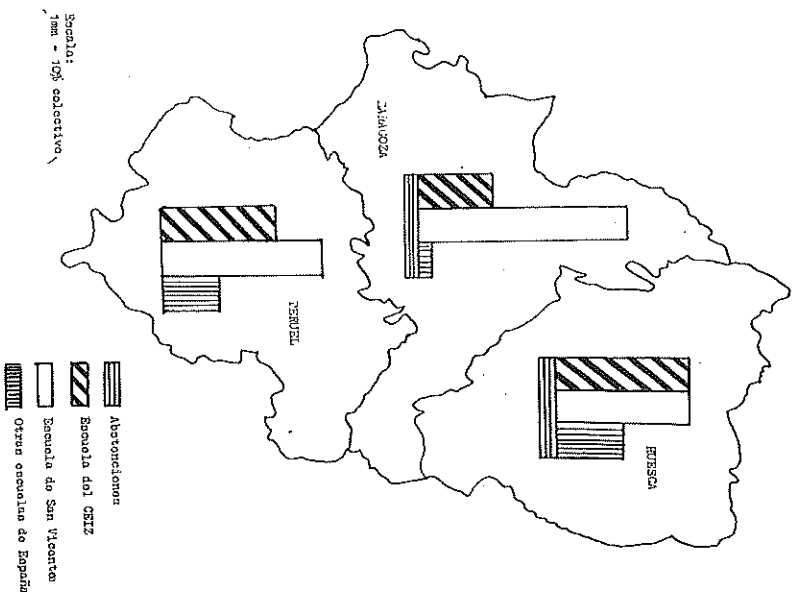 HUESCA
ZARAGOZA
TERUEL
Abstenciones
Escuela del CEIZ
Escuela de San Vicente
Otras escuelas de España
Escala:
1mm - 10% colectivo